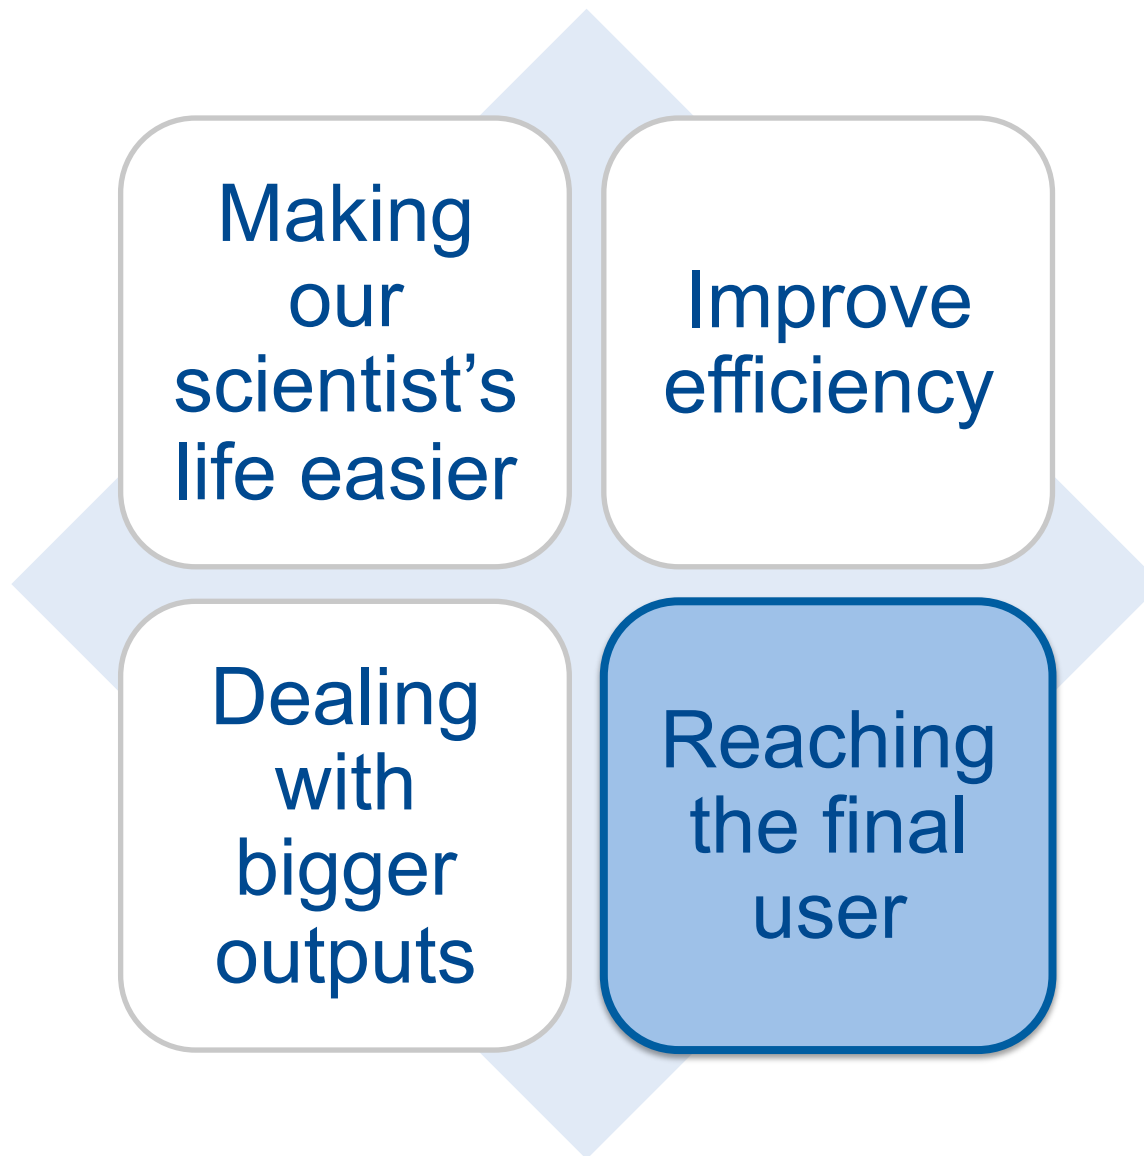 Making
our
scientist’s
life easier
Improve
efficiency
Dealing
with
bigger
outputs
Reaching
the final
user